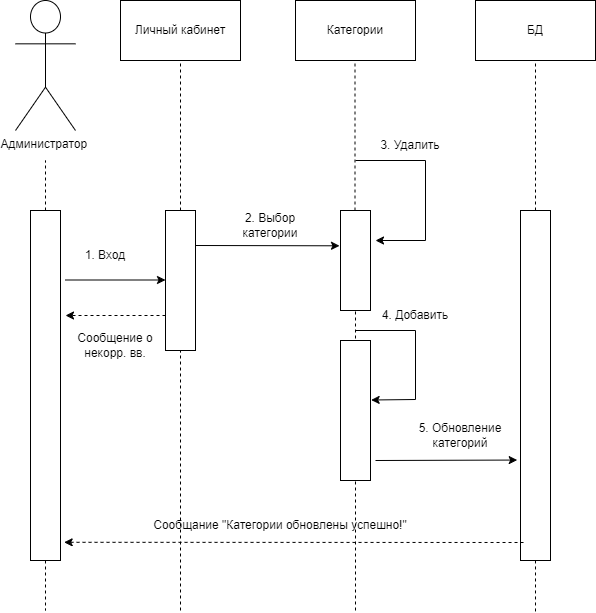 Личный кабинет
Категории
БД
Администратор
3. Удалить
2. Выбор
категории
1. Вход
4. Добавить
Сообщение о
некорр. вв.
5. Обновление
категорий
Сообщание "Категории обновлены успешно!"